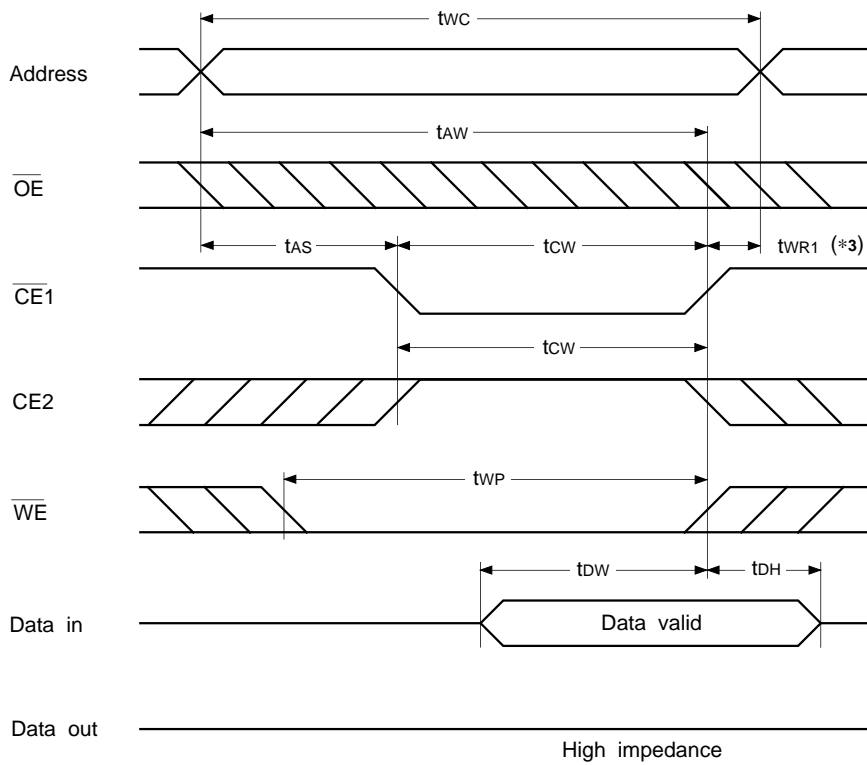 tWC
Address
tAW
OE
tAS tCW tWR1 (*3)
CE1
tCW
CE2
tWP
WE
tDW tDH
Data in Data valid
Data out
High impedance